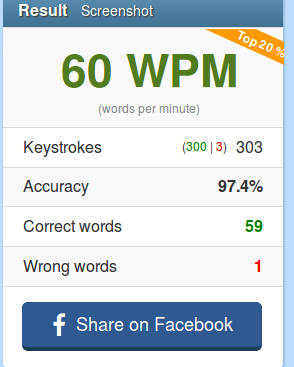 Result Screenshot
Top 20 %
60 WPM
(words per minute)
Keystrokes (300 | 3) 303
Accuracy 97.4%
Correct words 59
Wrong words 1
f Share on Facebook